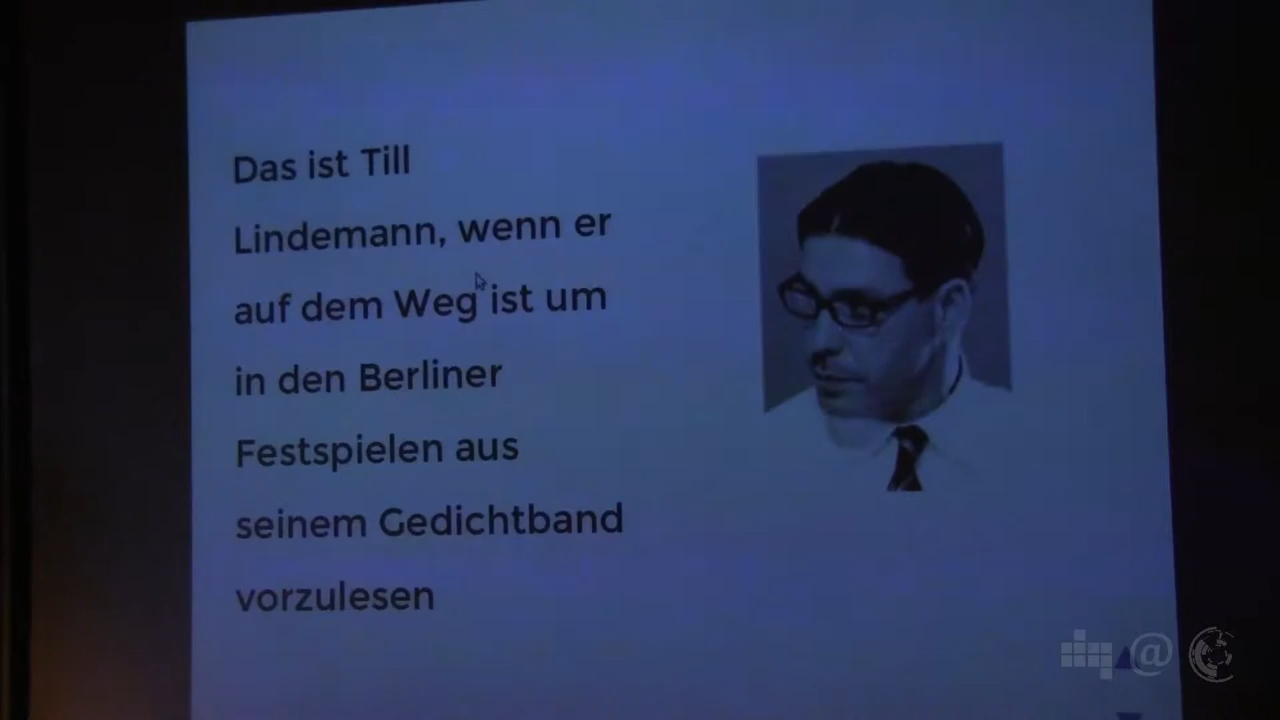 Das ist Till
Lindemann, wenn er
auf dem Weg ist um
in den Berliner
Festspielen aus
seinem Gedichtband
vorzulesen